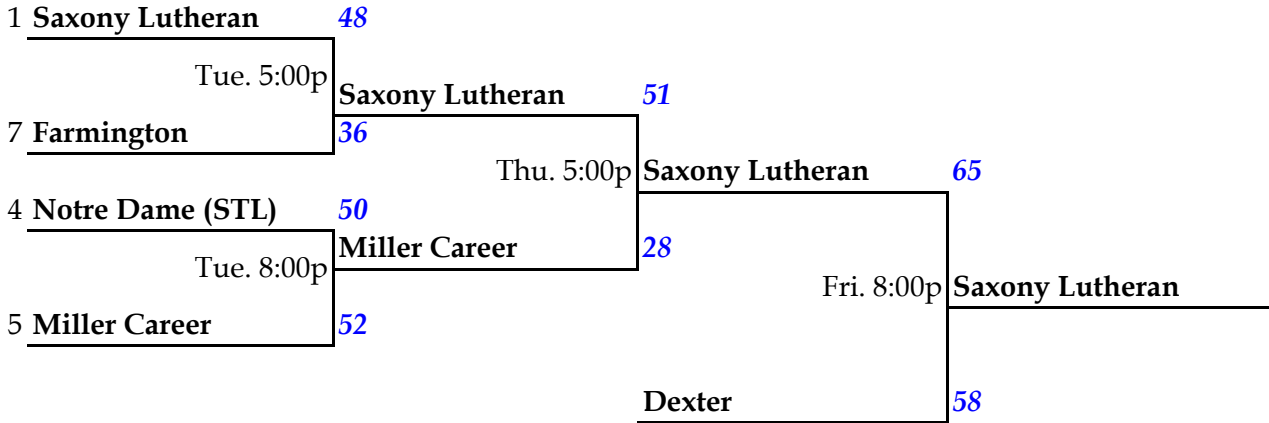 1 Saxony Lutheran 48
Tue. 5:00p
Saxony Lutheran 51
7 Farmington 36
Thu. 5:00p Saxony Lutheran 65
4 Notre Dame (STL) 50
Miller Career 28
Tue. 8:00p
Fri. 8:00p Saxony Lutheran
5 Miller Career 52
Dexter 58